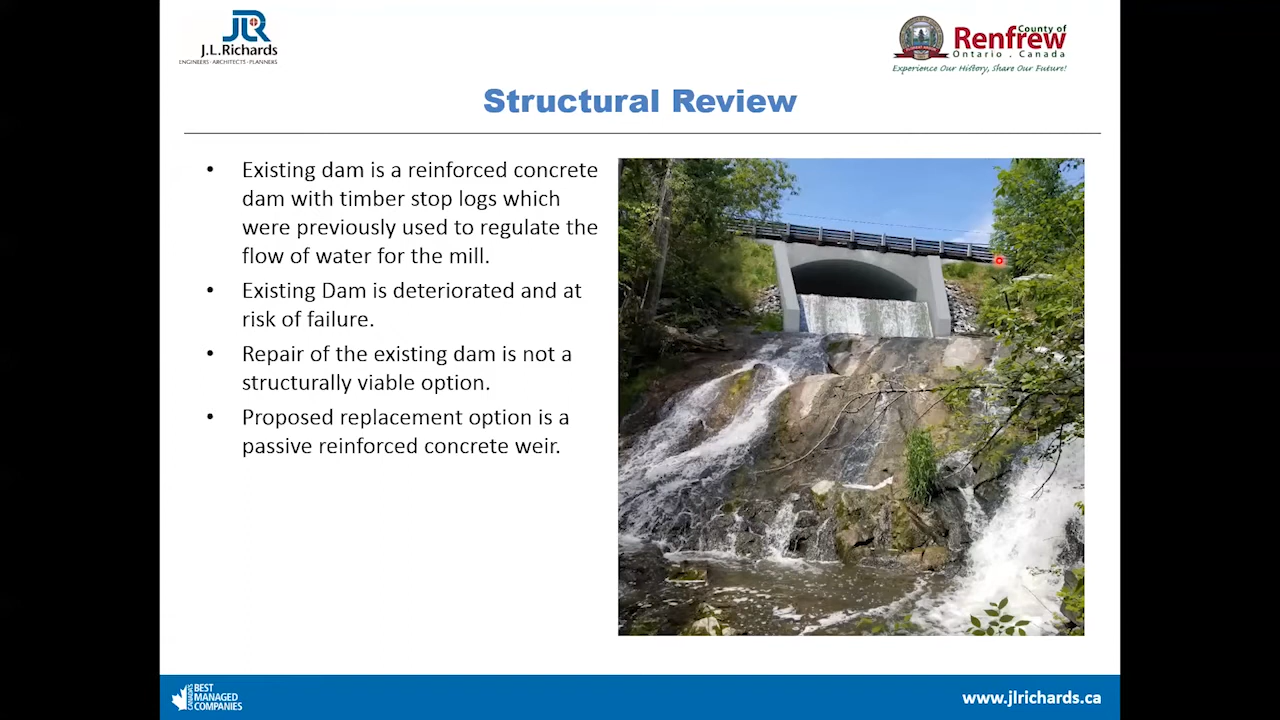 JLR
J.L.Richards
ENGINEERS · ARCHITECTS · PLANNERS
County of
Renfrew
Ontario . Canada
Experience Our History, Share Our Future!
Structural Review
• Existing dam is a reinforced concrete
dam with timber stop logs which
were previously used to regulate the
flow of water for the mill.
• Existing Dam is deteriorated and at
risk of failure.
• Repair of the existing dam is not a
structurally viable option.
• Proposed replacement option is a
passive reinforced concrete weir.
CANADA'S
BEST
MANAGED
COMPANIES
www.jlrichards.ca